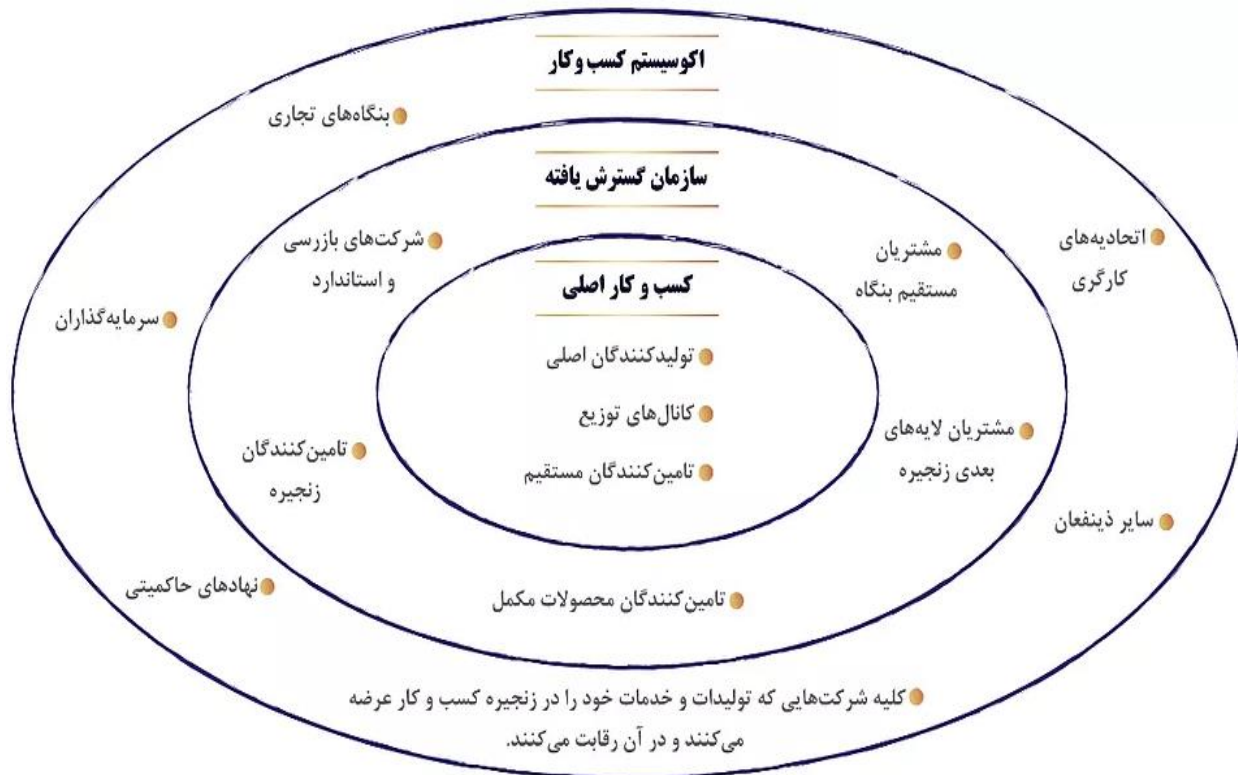 اکوسیستم کسب وکار
بنگاه‌های تجاری
سازمان گسترش یافته
اتحادیه‌های
کارگری
مشتریان
مستقیم بنگاه
شرکت‌های بازرسی
و استاندارد
کسب و کار اصلی
سرمایه‌گذاران
تولیدکنندگان اصلی
کانال‌های توزیع
تامین‌کنندگان مستقیم
مشتریان لایه‌های
بعدی زنجیره
تامین‌کنندگان
زنجیره
سایر ذینفعان
نهادهای حاکمیتی
تامین‌کنندگان محصولات مکمل
کلیه شرکت‌هایی که تولیدات و خدمات خود را در زنجیره کسب و کار عرضه
می‌کنند و در آن رقابت می‌کنند.